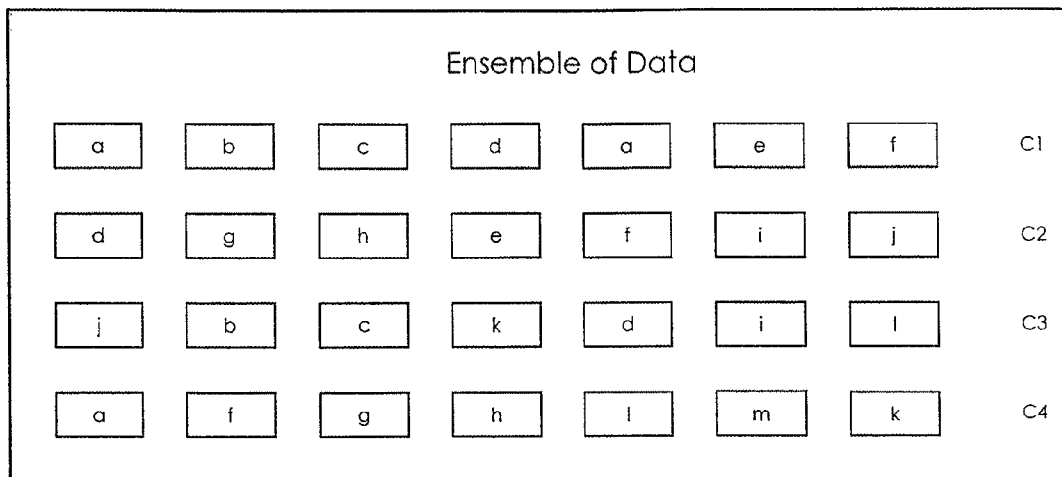 Ensemble of Data
a b c d a e f C1
d g h e f i j C2
j b c k d i l C3
a f g h l m k C4